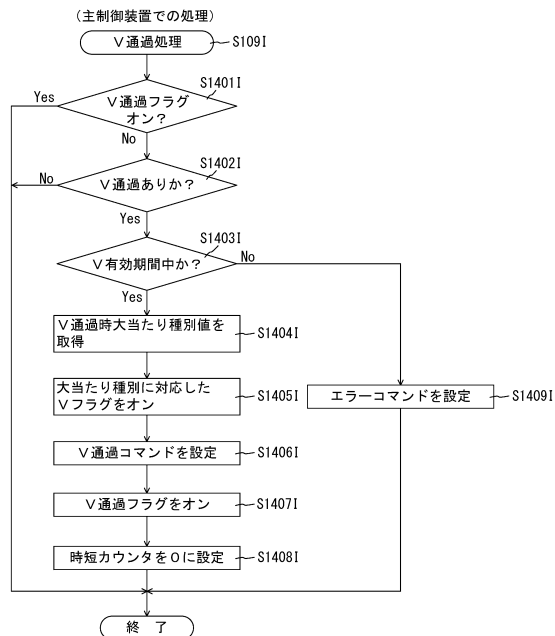 (主制御装置での処理)
V通過処理
S109I
S1401I
Yes
V通過フラグ
オン？
No
S1402I
No
V通過ありか？
Yes
S1403I
V有効期間中か？
No
Yes
V通過時大当たり種別値を
取得
S1404I
大当たり種別に対応した
Vフラグをオン
S1405I
エラーコマンドを設定
S1409I
V通過コマンドを設定
S1406I
V通過フラグをオン
S1407I
時短カウンタを0に設定
S1408I
終 了